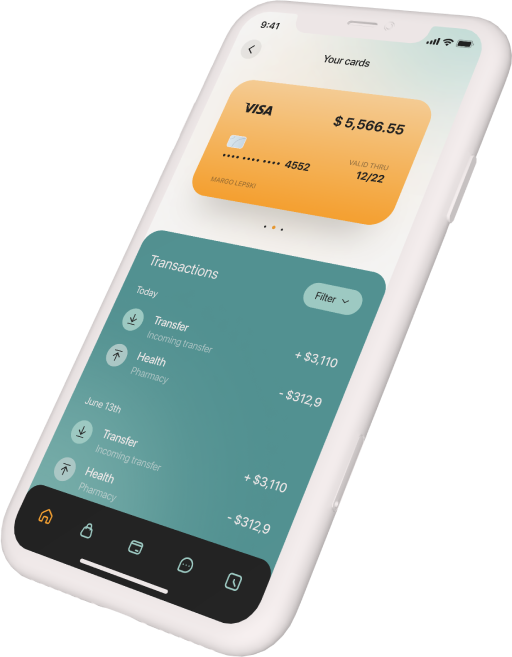 9:41
Your cards
VISA
$ 5,566.55
•••• •••• •••• 4552
VALID THRU
12/22
MARGO LEPSKI
Transactions
Filter
Today
Transfer
Incoming transfer
+ $3,110
Health
Pharmacy
- $312,9
June 13th
Transfer
Incoming transfer
+ $3,110
Health
Pharmacy
- $312,9